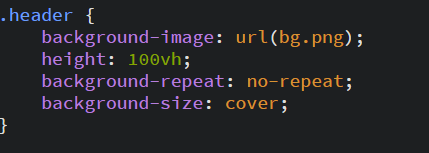 .header {
    background-image: url(bg.png);
    height: 100vh;
    background-repeat: no-repeat;
    background-size: cover;
}